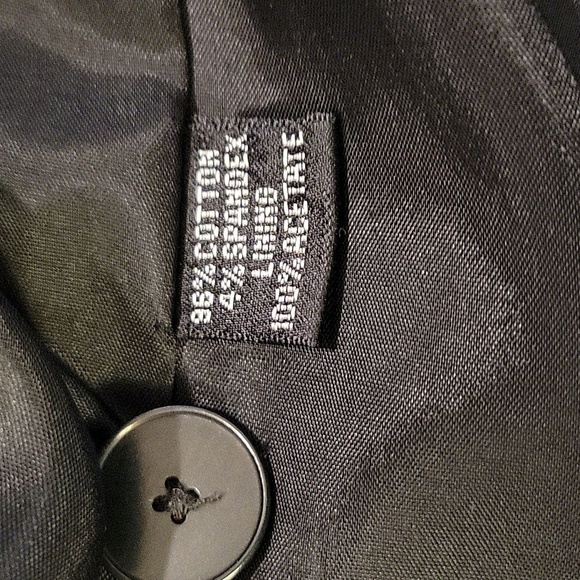 96% COTTON
4% SPANDEX
LINING
100% ACETATE